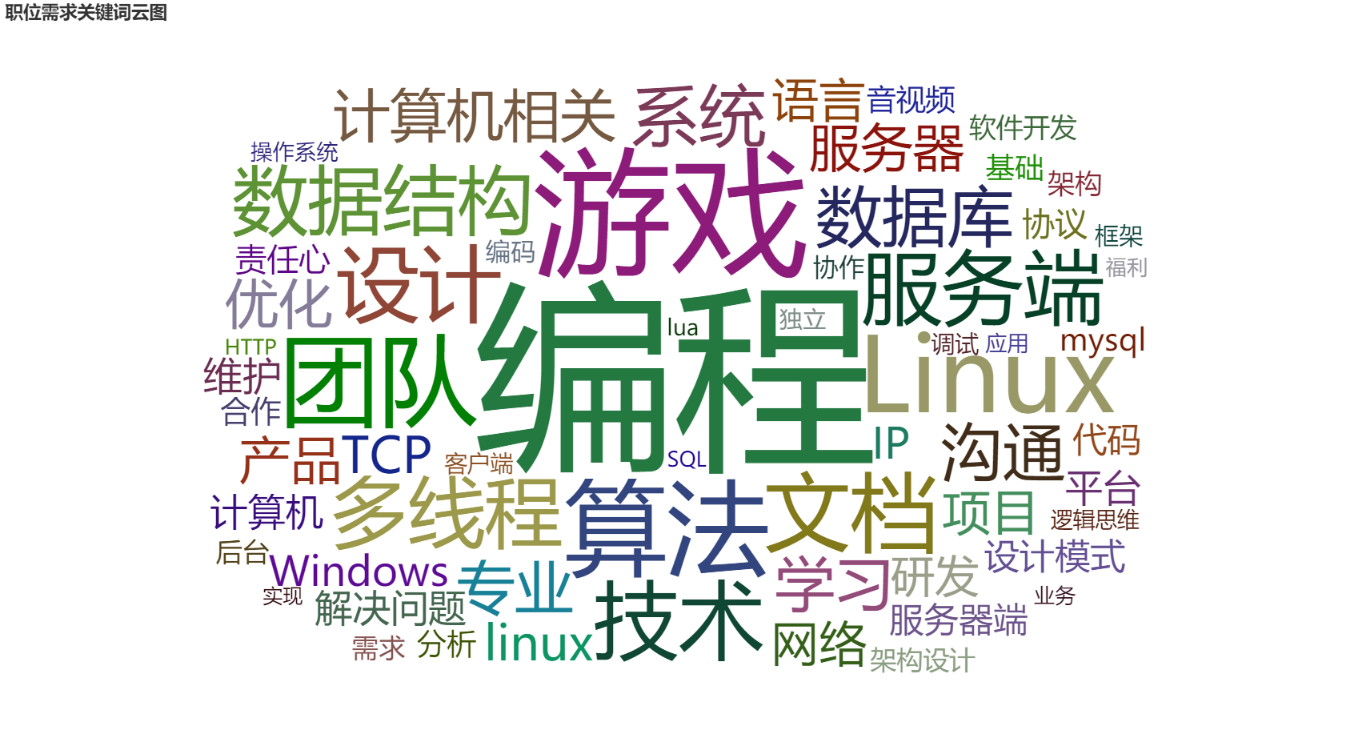 职位需求关键词云图
计算机相关
系统
语言
音视频
软件开发
操作系统
服务器
基础
架构
数据结构
游戏
数据库
协议
框架
责任心
编码
设计
协作
服务端
福利
优化
编程
lua
独立
HTTP
团队
Linux
调试
应用
mysql
维护
合作
产品
TCP
客户端
SQL
IP
沟通
代码
计算机
多线程
算法
文档
项目
平台
逻辑思维
后台
Windows
专业
学习
研发
设计模式
实现
解决问题
技术
业务
服务器端
需求
分析
linux
网络
架构设计